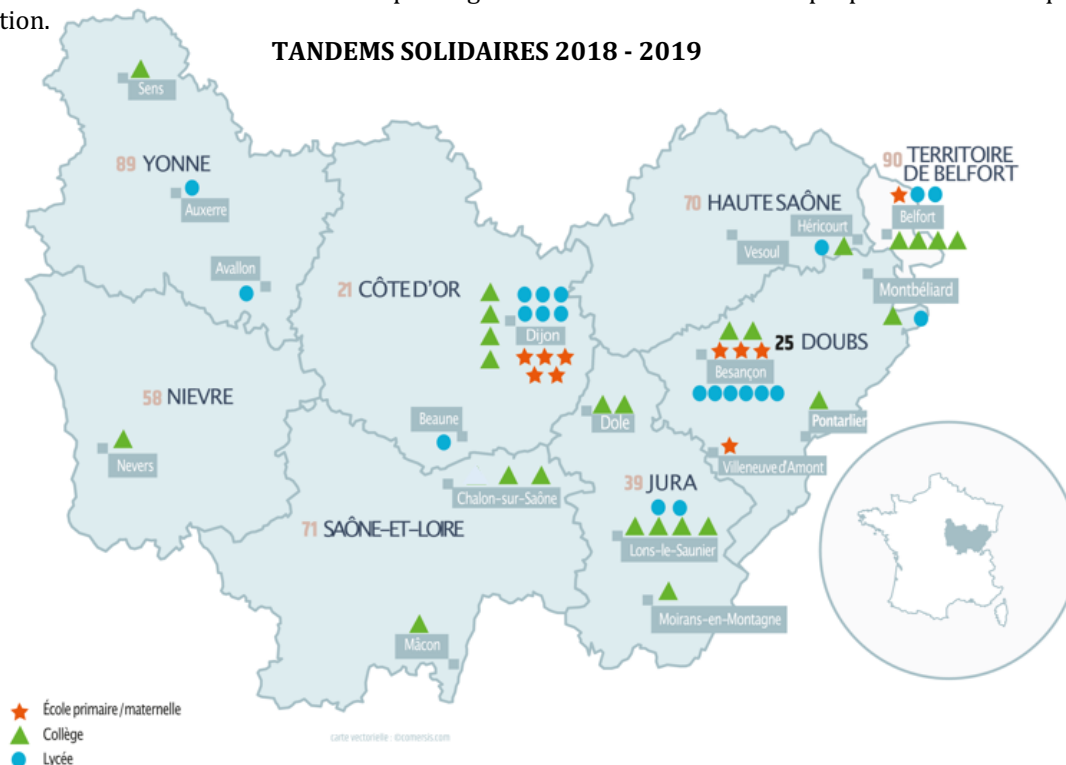 tion.
TANDEMS SOLIDAIRES 2018 - 2019
Sens
89 YONNE
Auxerre
Avallon
90 TERRITOIRE
DE BELFORT
Belfort
70 HAUTE SAÔNE
Héricourt
Vesoul
Montbéliard
21 CÔTE D'OR
Dijon
25 DOUBS
Besançon
58 NIEVRE
Nevers
Beaune
Dole
Pontarlier
Villeneuve d'Amont
Chalon-sur-Saône
39 JURA
71 SAÔNE-ET-LOIRE
Lons-le-Saunier
Moirans-en-Montagne
Mâcon
École primaire/maternelle
Collège
Lycée
carte vectorielle : ©comersis.com